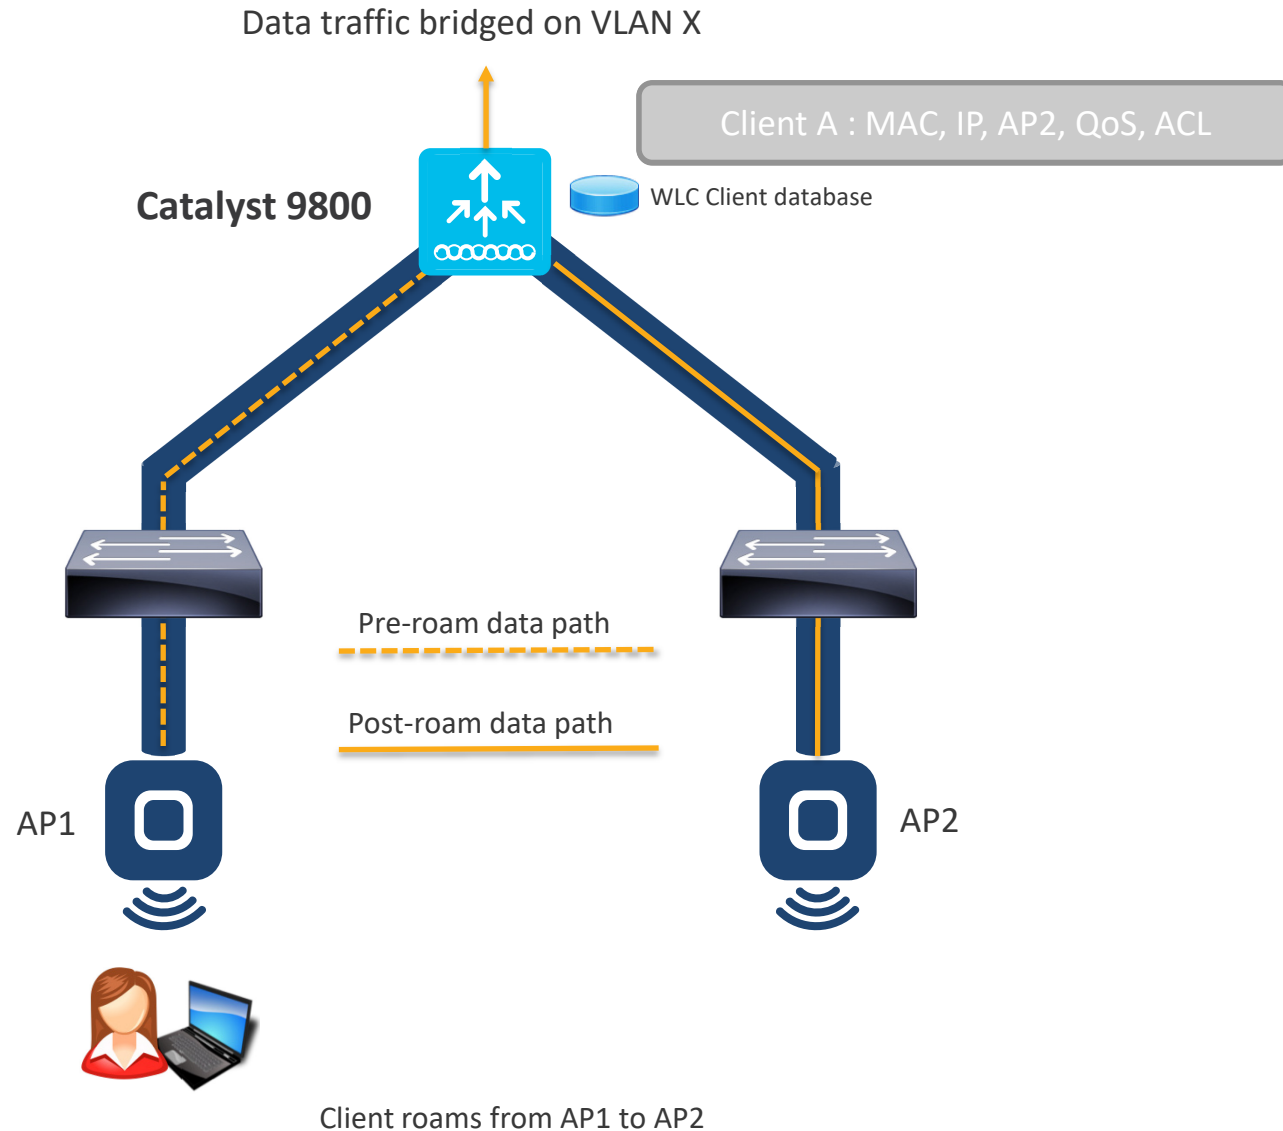 Data traffic bridged on VLAN X
Client A : MAC, IP, AP2, QoS, ACL
Catalyst 9800
WLC Client database
Pre-roam data path
Post-roam data path
AP1
AP2
Client roams from AP1 to AP2